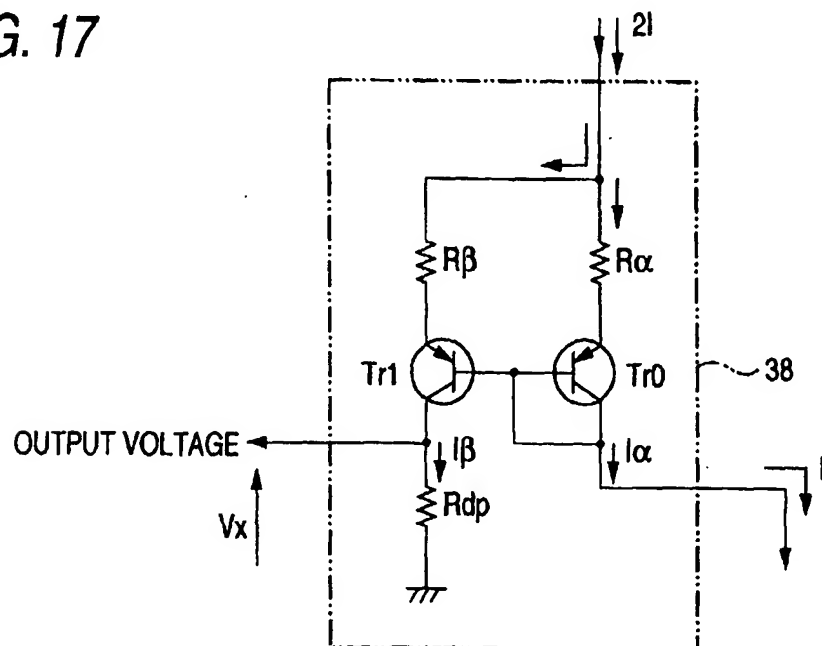 G. 17
2I
Rβ
Rα
Tr1
Tr0
38
OUTPUT VOLTAGE
Iβ
Iα
Rdp
Vx